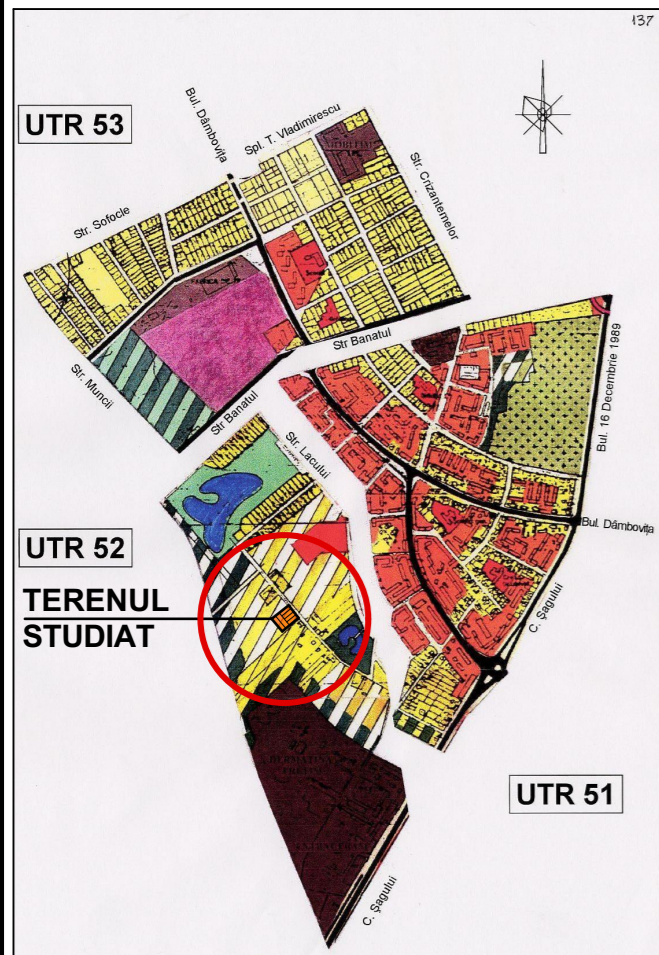 137
UTR 53
Bul. Dâmbovița
Spl. T. Vladimirescu
Str. Crizantemelor
Str. Sofocle
Str Banatul
Str. Muncii
Str Banatul
Bul. 16 Decembrie 1989
Str. Lacului
Bul. Dâmbovița
UTR 52
TERENUL
STUDIAT
C. Șagului
UTR 51
C. Șagului